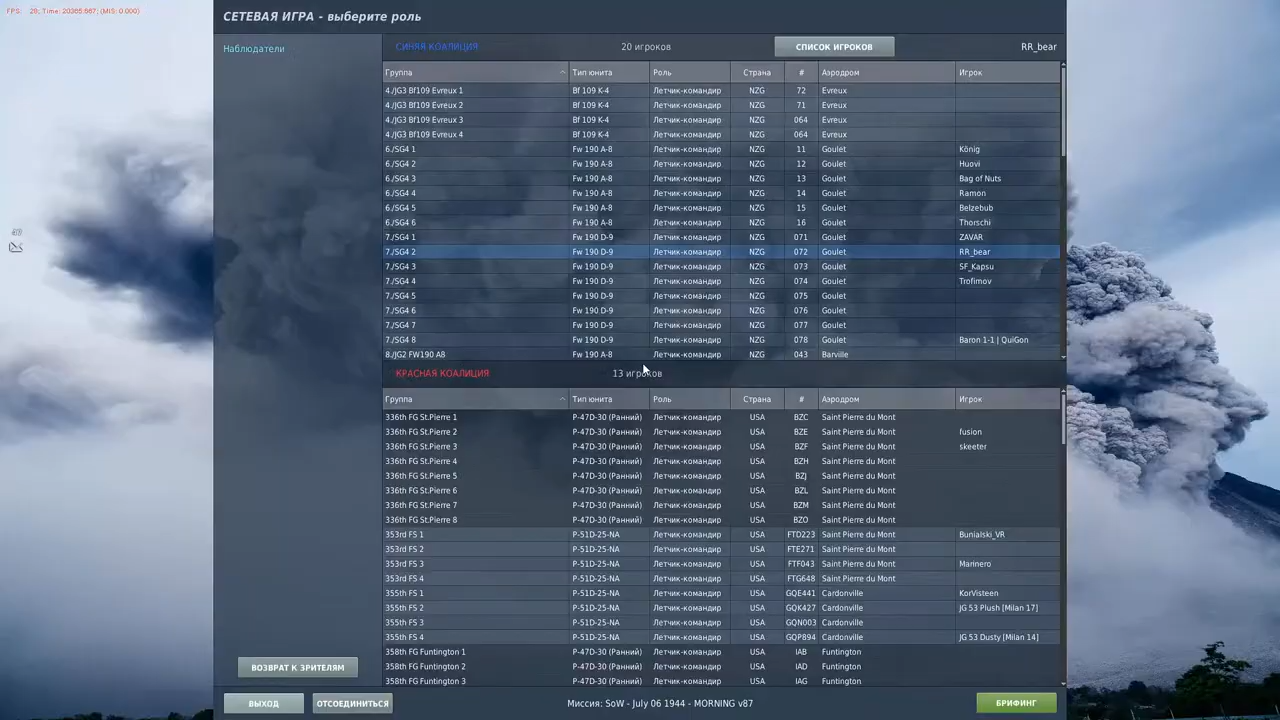 FPS: 20; Time: 20365.667; (MIS: 0.000)
СЕТЕВАЯ ИГРА - выберите роль
Наблюдатели
СИНЯЯ КОАЛИЦИЯ 20 игроков СПИСОК ИГРОКОВ RR_bear
Группа Тип юнита Роль Страна # Аэродром Игрок
4./JG3 Bf109 Evreux 1 Bf 109 K-4 Летчик-командир NZG 72 Evreux
4./JG3 Bf109 Evreux 2 Bf 109 K-4 Летчик-командир NZG 71 Evreux
4./JG3 Bf109 Evreux 3 Bf 109 K-4 Летчик-командир NZG 064 Evreux
4./JG3 Bf109 Evreux 4 Bf 109 K-4 Летчик-командир NZG 064 Evreux
6./SG4 1 Fw 190 A-8 Летчик-командир NZG 11 Goulet König
6./SG4 2 Fw 190 A-8 Летчик-командир NZG 12 Goulet Huovi
6./SG4 3 Fw 190 A-8 Летчик-командир NZG 13 Goulet Bag of Nuts
6./SG4 4 Fw 190 A-8 Летчик-командир NZG 14 Goulet Ramon
6./SG4 5 Fw 190 A-8 Летчик-командир NZG 15 Goulet Belzebub
6./SG4 6 Fw 190 A-8 Летчик-командир NZG 16 Goulet Thorschi
7./SG4 1 Fw 190 D-9 Летчик-командир NZG 071 Goulet ZAVAR
7./SG4 2 Fw 190 D-9 Летчик-командир NZG 072 Goulet RR_bear
7./SG4 3 Fw 190 D-9 Летчик-командир NZG 073 Goulet SF_Kapsu
7./SG4 4 Fw 190 D-9 Летчик-командир NZG 074 Goulet Trofimov
7./SG4 5 Fw 190 D-9 Летчик-командир NZG 075 Goulet
7./SG4 6 Fw 190 D-9 Летчик-командир NZG 076 Goulet
7./SG4 7 Fw 190 D-9 Летчик-командир NZG 077 Goulet
7./SG4 8 Fw 190 D-9 Летчик-командир NZG 078 Goulet Baron 1-1 | QuiGon
8./JG2 FW190 A8 Fw 190 A-8 Летчик-командир NZG 043 Barville
КРАСНАЯ КОАЛИЦИЯ 13 игроков
Группа Тип юнита Роль Страна # Аэродром Игрок
336th FG St.Pierre 1 P-47D-30 (Ранний) Летчик-командир USA BZC Saint Pierre du Mont
336th FG St.Pierre 2 P-47D-30 (Ранний) Летчик-командир USA BZE Saint Pierre du Mont fusion
336th FG St.Pierre 3 P-47D-30 (Ранний) Летчик-командир USA BZF Saint Pierre du Mont skeeter
336th FG St.Pierre 4 P-47D-30 (Ранний) Летчик-командир USA BZH Saint Pierre du Mont
336th FG St.Pierre 5 P-47D-30 (Ранний) Летчик-командир USA BZJ Saint Pierre du Mont
336th FG St.Pierre 6 P-47D-30 (Ранний) Летчик-командир USA BZL Saint Pierre du Mont
336th FG St.Pierre 7 P-47D-30 (Ранний) Летчик-командир USA BZM Saint Pierre du Mont
336th FG St.Pierre 8 P-47D-30 (Ранний) Летчик-командир USA BZO Saint Pierre du Mont
353rd FS 1 P-51D-25-NA Летчик-командир USA FTD223 Saint Pierre du Mont Bunialski_VR
353rd FS 2 P-51D-25-NA Летчик-командир USA FTE271 Saint Pierre du Mont
353rd FS 3 P-51D-25-NA Летчик-командир USA FTF043 Saint Pierre du Mont Marinero
353rd FS 4 P-51D-25-NA Летчик-командир USA FTG648 Saint Pierre du Mont
355th FS 1 P-51D-25-NA Летчик-командир USA GQE441 Cardonville KorVisteen
355th FS 2 P-51D-25-NA Летчик-командир USA GQK427 Cardonville JG 53 Plush [Milan 17]
355th FS 3 P-51D-25-NA Летчик-командир USA GQN003 Cardonville
355th FS 4 P-51D-25-NA Летчик-командир USA GQP894 Cardonville JG 53 Dusty [Milan 14]
358th FG Funtington 1 P-47D-30 (Ранний) Летчик-командир USA IAB Funtington
358th FG Funtington 2 P-47D-30 (Ранний) Летчик-командир USA IAD Funtington
358th FG Funtington 3 P-47D-30 (Ранний) Летчик-командир USA IAG Funtington
ВОЗВРАТ К ЗРИТЕЛЯМ
ВЫХОД ОТСОЕДИНИТЬСЯ Миссия: SoW - July 06 1944 - MORNING v87 БРИФИНГ